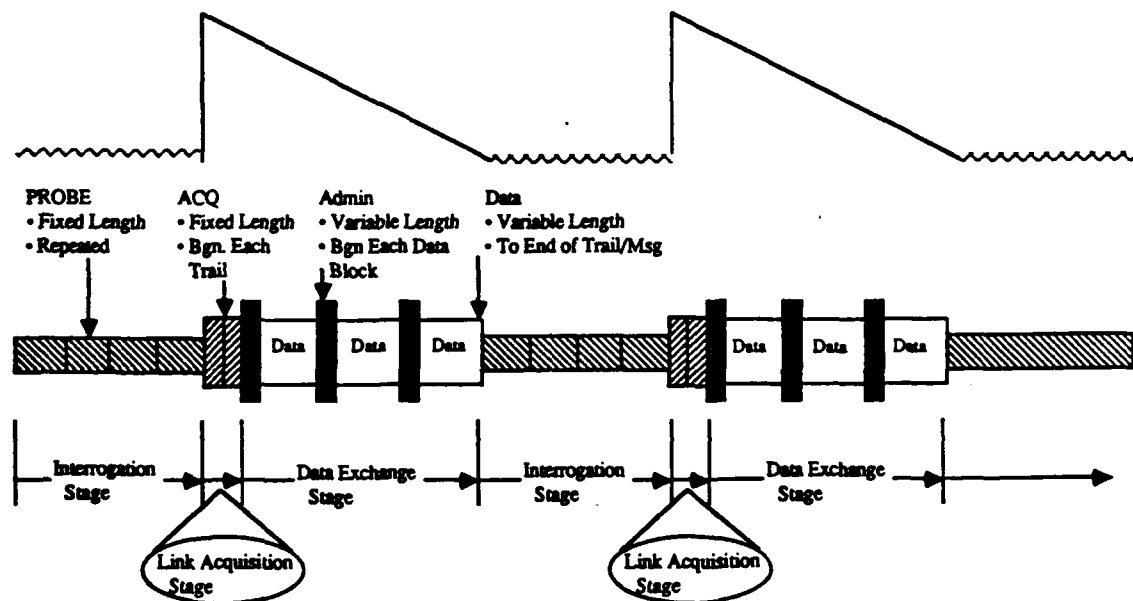 PROBE
• Fixed Length
• Repeated
ACQ
• Fixed Length
• Bgn. Each
Trail
Admin
• Variable Length
• Bgn Each Data
Block
Data
• Variable Length
• To End of Trail/Msg
Data Data Data
Data Data Data
Interrogation
Stage
Data Exchange
Stage
Interrogation
Stage
Data Exchange
Stage
Link Acquisition
Stage
Link Acquisition
Stage